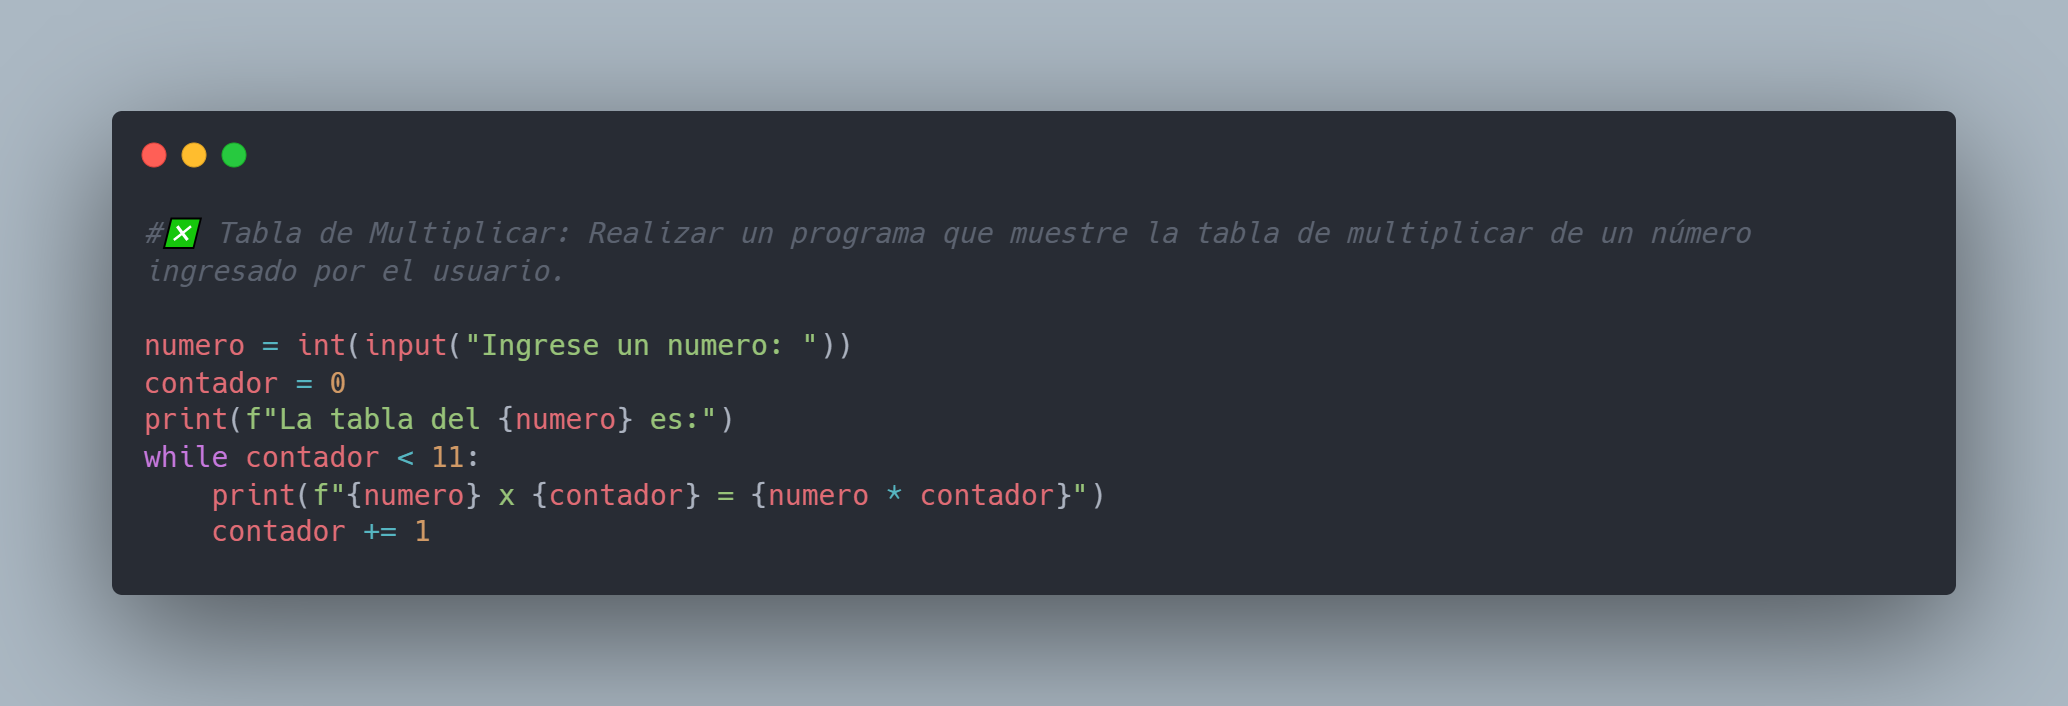 #❎ Tabla de Multiplicar: Realizar un programa que muestre la tabla de multiplicar de un número
ingresado por el usuario.
numero = int(input("Ingrese un numero: "))
contador = 0
print(f"La tabla del {numero} es:")
while contador < 11:
    print(f"{numero} x {contador} = {numero * contador}")
    contador += 1